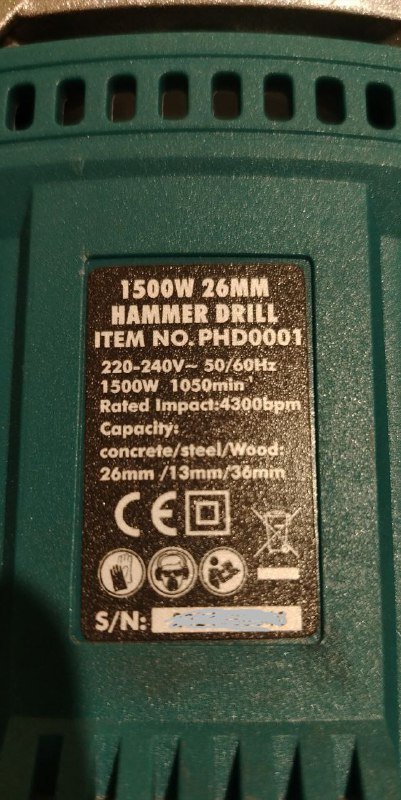 1500W 26MM
HAMMER DRILL
ITEM NO. PHD0001
220-240V~ 50/60Hz
1500W 1050min⁻
Rated Impact:4300bpm
Capacity:
concrete/steel/Wood:
26mm /13mm/36mm
CE
S/N: